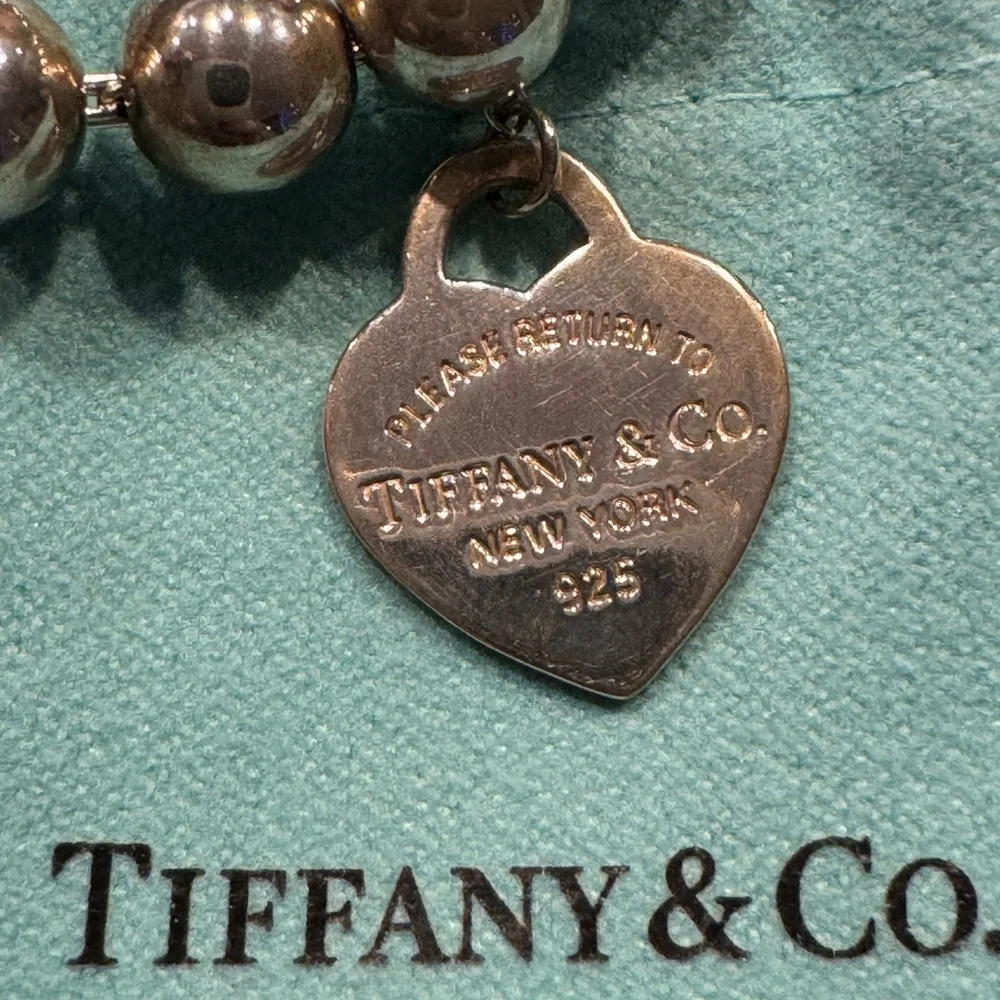 PLEASE RETURN TO
TIFFANY & CO.
NEW YORK
925
TIFFANY & CO.